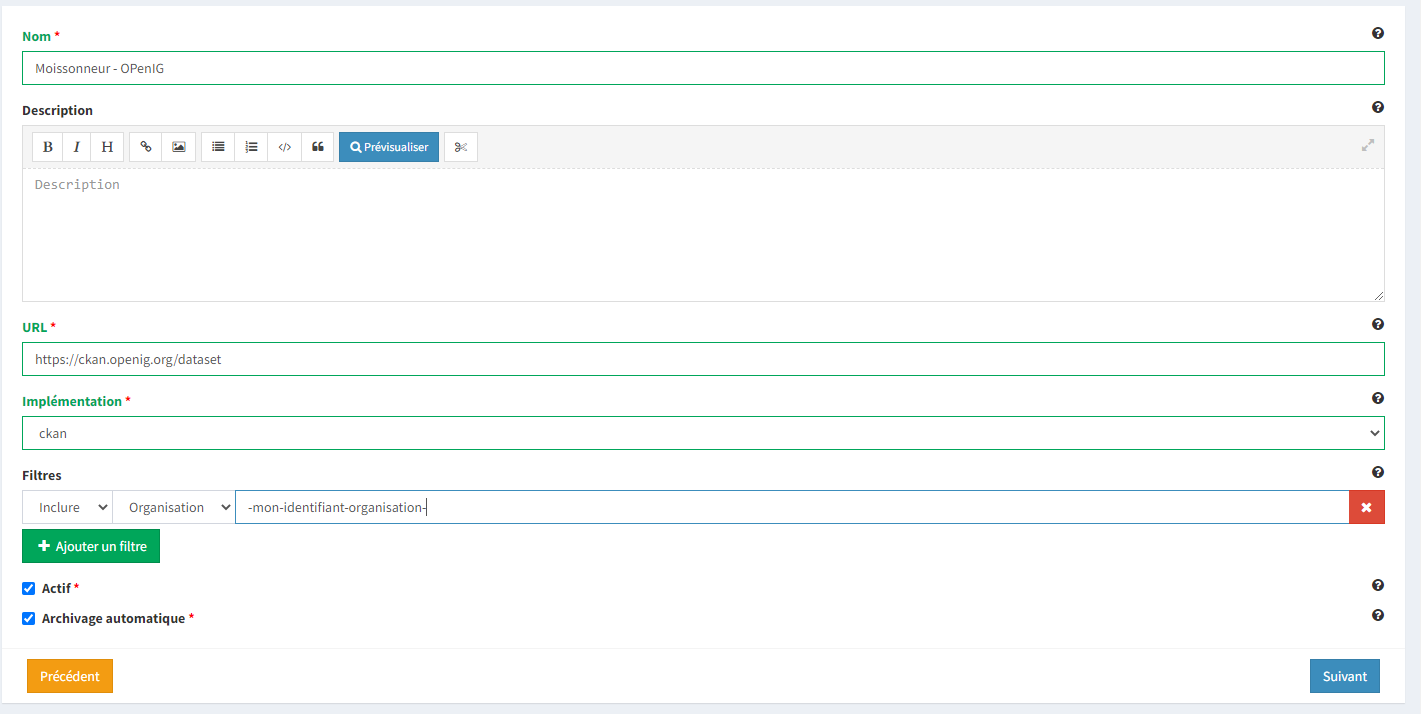 Nom *
Moissonneur - OPenIG
Description
B I H </> Prévisualiser
Description
URL *
https://ckan.openig.org/dataset
Implémentation *
ckan
Filtres
Inclure Organisation -mon-identifiant-organisation-
Ajouter un filtre
Actif *
Archivage automatique *
Précédent Suivant